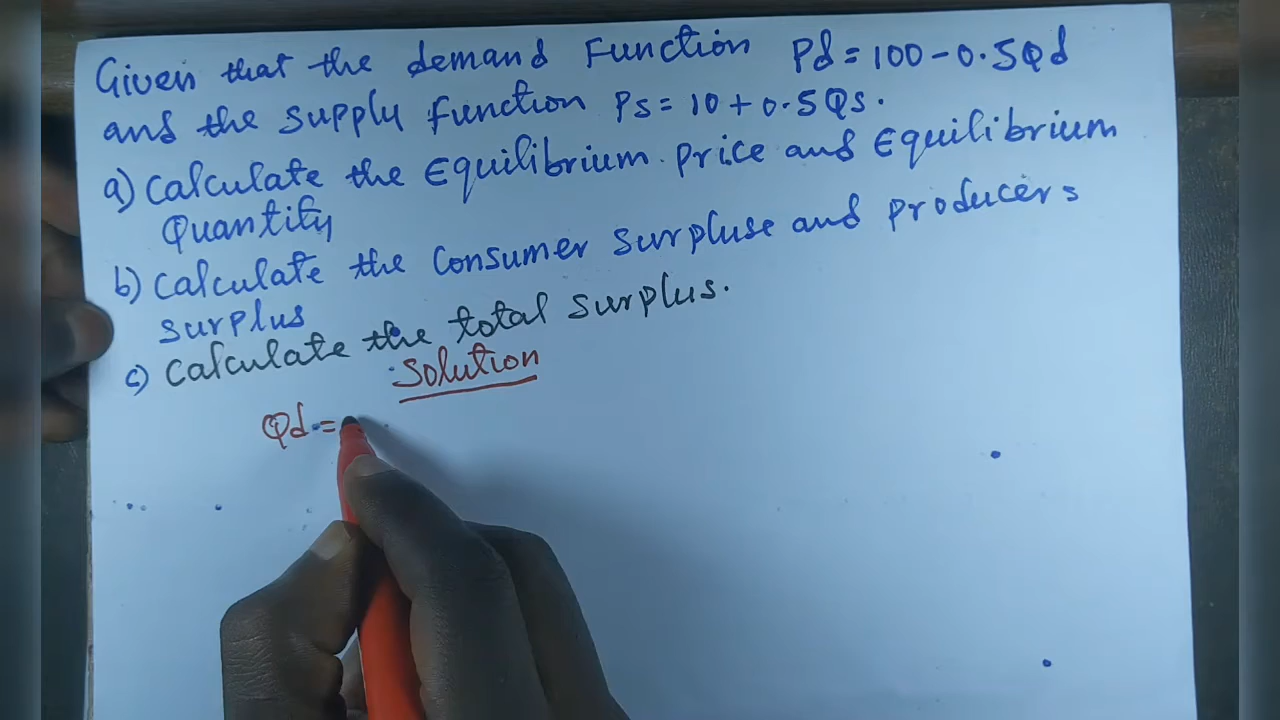 Given that the demand Function Pd = 100 - 0.5Qd
and the supply function Ps = 10 + 0.5Qs.
a) Calculate the Equilibrium price and Equilibrium
Quantity
b) Calculate the Consumer surpluse and producers
surplus
c) Calculate the total surplus.
Solution
Qd =